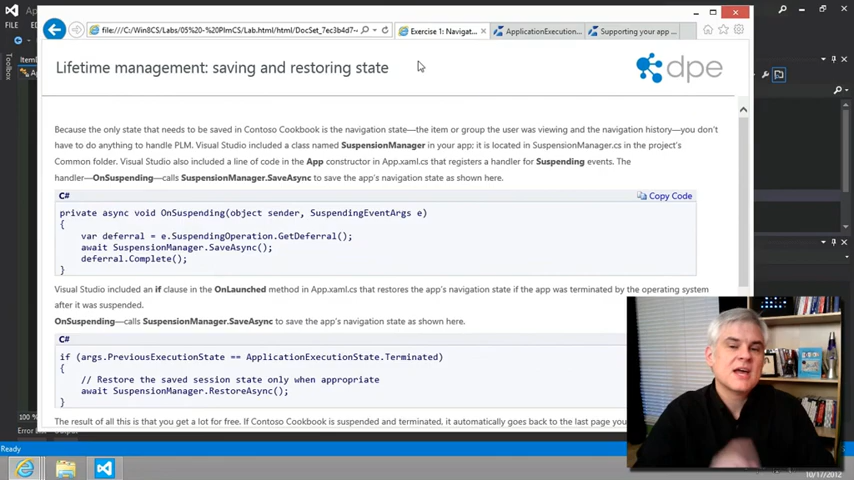 FILE
file:///C:/Win8CS/Labs/05%20-%20PlmCS/Lab.html/html/DocSet_7ec3b4d7-
Exercise 1: Navigat...
ApplicationExecution...
Supporting your app ...
Lifetime management: saving and restoring state
dpe
Because the only state that needs to be saved in Contoso Cookbook is the navigation state—the item or group the user was viewing and the navigation history—you don't
have to do anything to handle PLM. Visual Studio included a class named SuspensionManager in your app; it is located in SuspensionManager.cs in the project's
Common folder. Visual Studio also included a line of code in the App constructor in App.xaml.cs that registers a handler for Suspending events. The
handler—OnSuspending—calls SuspensionManager.SaveAsync to save the app's navigation state as shown here.
C#
Copy Code
private async void OnSuspending(object sender, SuspendingEventArgs e)
{
var deferral = e.SuspendingOperation.GetDeferral();
await SuspensionManager.SaveAsync();
deferral.Complete();
}
Visual Studio included an if clause in the OnLaunched method in App.xaml.cs that restores the app's navigation state if the app was terminated by the operating system
after it was suspended.
OnSuspending—calls SuspensionManager.SaveAsync to save the app's navigation state as shown here.
C#
if (args.PreviousExecutionState == ApplicationExecutionState.Terminated)
{
// Restore the saved session state only when appropriate
await SuspensionManager.RestoreAsync();
}
The result of all this is that you get a lot for free. If Contoso Cookbook is suspended and terminated, it automatically goes back to the last page you
100 %
Error List
Output
Ready
10/17/2012